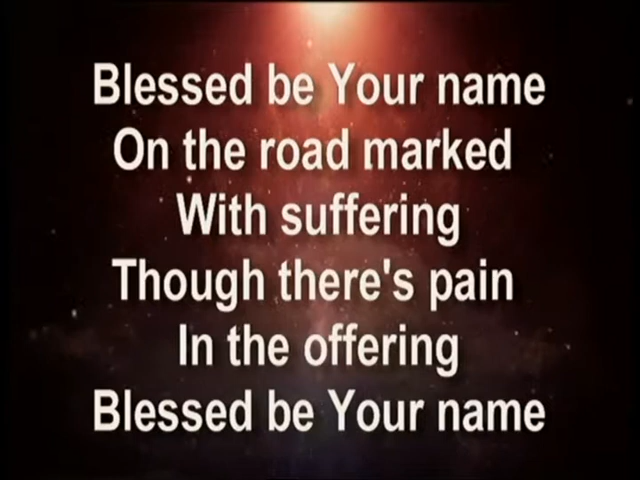 Blessed be Your name
On the road marked
With suffering
Though there's pain
In the offering
Blessed be Your name